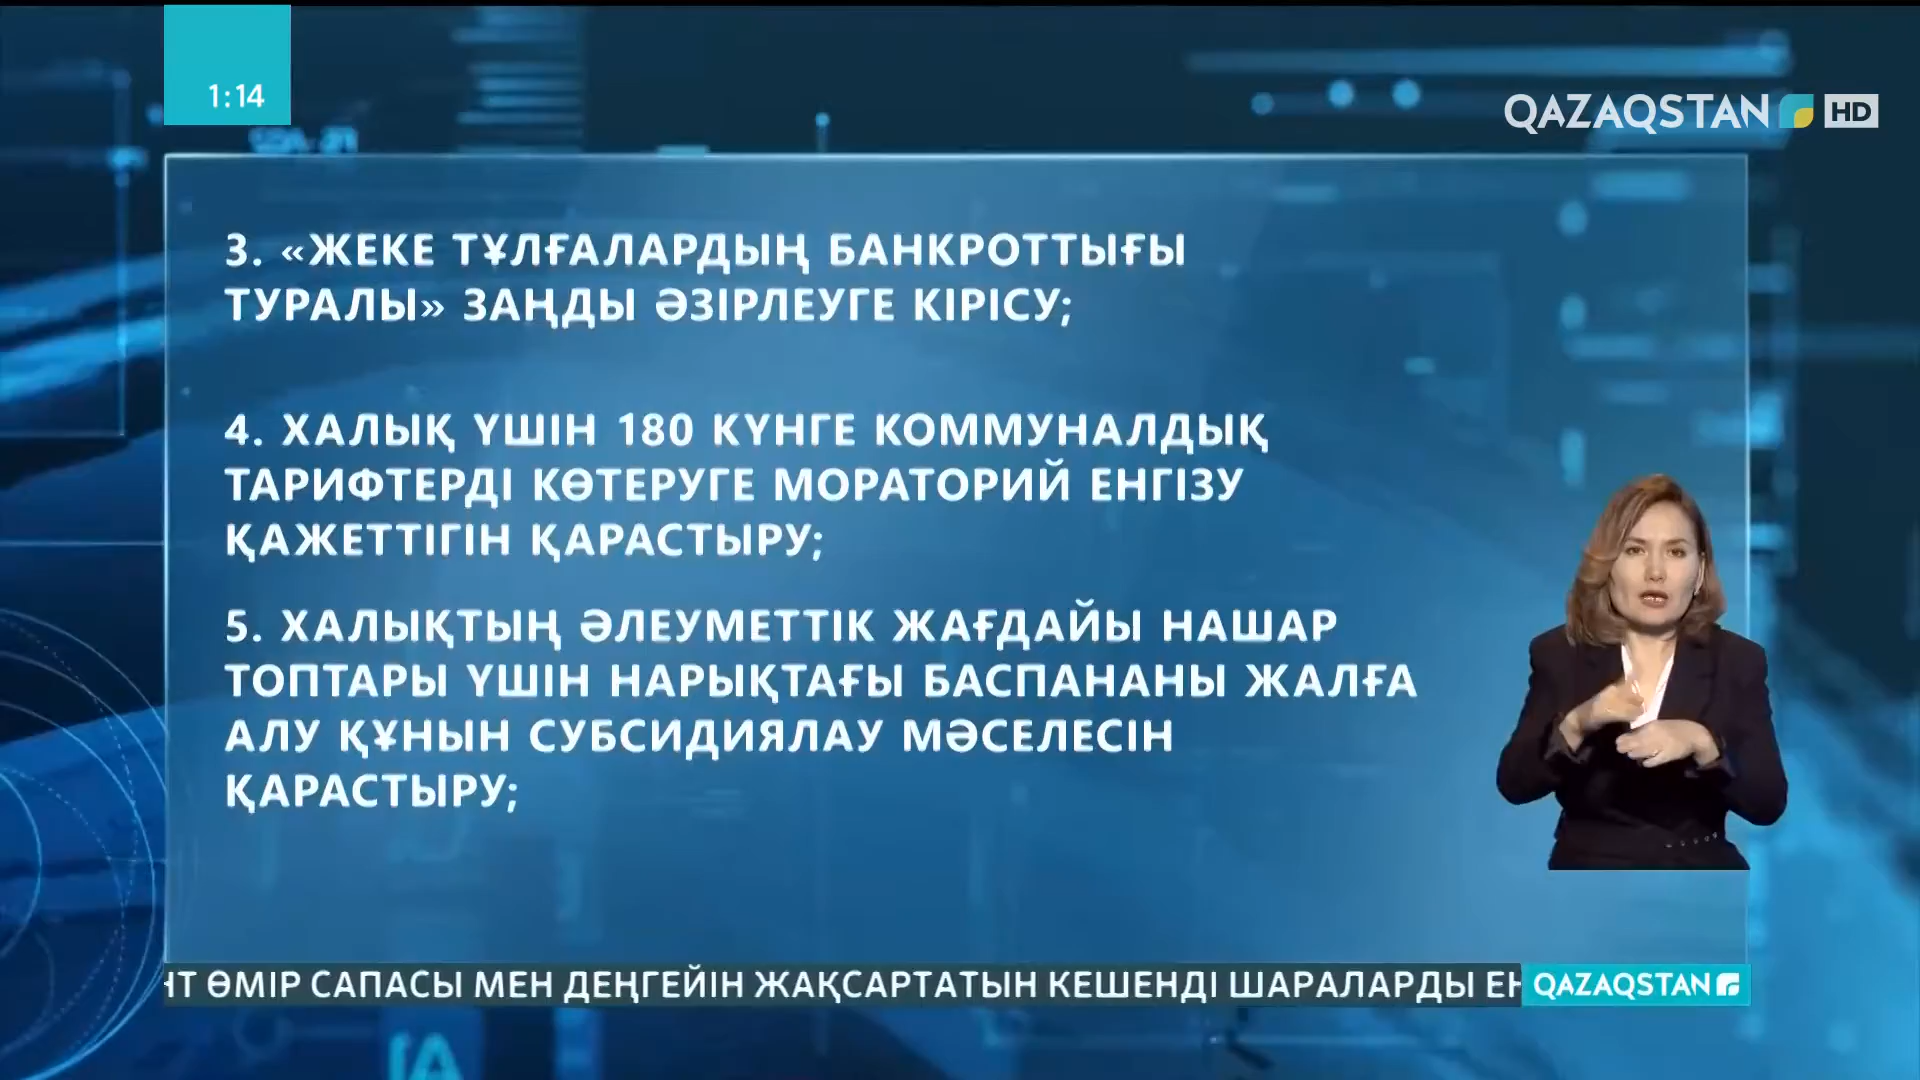 1:14
QAZAQSTAN HD
3. «ЖЕКЕ ТҰЛҒАЛАРДЫҢ БАНКРОТТЫҒЫ
ТУРАЛЫ» ЗАҢДЫ ӘЗІРЛЕУГЕ КІРІСУ;
4. ХАЛЫҚ ҮШІН 180 КҮНГЕ КОММУНАЛДЫҚ
ТАРИФТЕРДІ КӨТЕРУГЕ МОРАТОРИЙ ЕНГІЗУ
ҚАЖЕТТІГІН ҚАРАСТЫРУ;
5. ХАЛЫҚТЫҢ ӘЛЕУМЕТТІК ЖАҒДАЙЫ НАШАР
ТОПТАРЫ ҮШІН НАРЫҚТАҒЫ БАСПАНАНЫ ЖАЛҒА
АЛУ ҚҰНЫН СУБСИДИЯЛАУ МӘСЕЛЕСІН
ҚАРАСТЫРУ;
ӨМІР САПАСЫ МЕН ДЕҢГЕЙІН ЖАҚСАРТАТЫН КЕШЕНДІ ШАРАЛАРДЫ
QAZAQSTAN